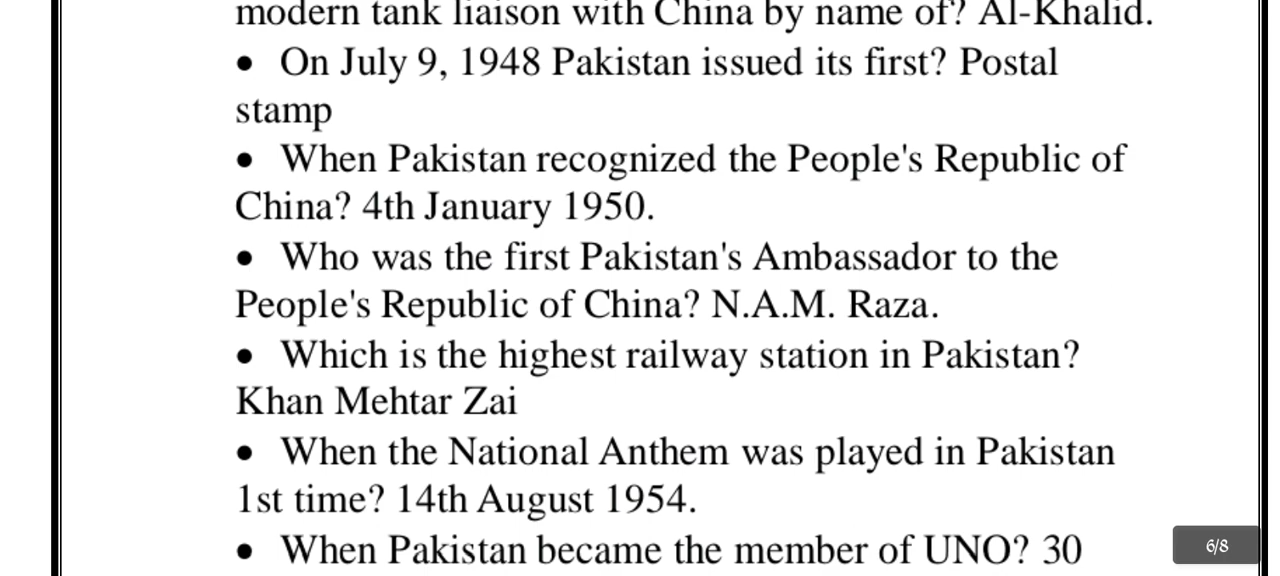 modern tank liaison with China by name of? Al-Khalid.
• On July 9, 1948 Pakistan issued its first? Postal
stamp
• When Pakistan recognized the People's Republic of
China? 4th January 1950.
• Who was the first Pakistan's Ambassador to the
People's Republic of China? N.A.M. Raza.
• Which is the highest railway station in Pakistan?
Khan Mehtar Zai
• When the National Anthem was played in Pakistan
1st time? 14th August 1954.
• When Pakistan became the member of UNO? 30
6/8